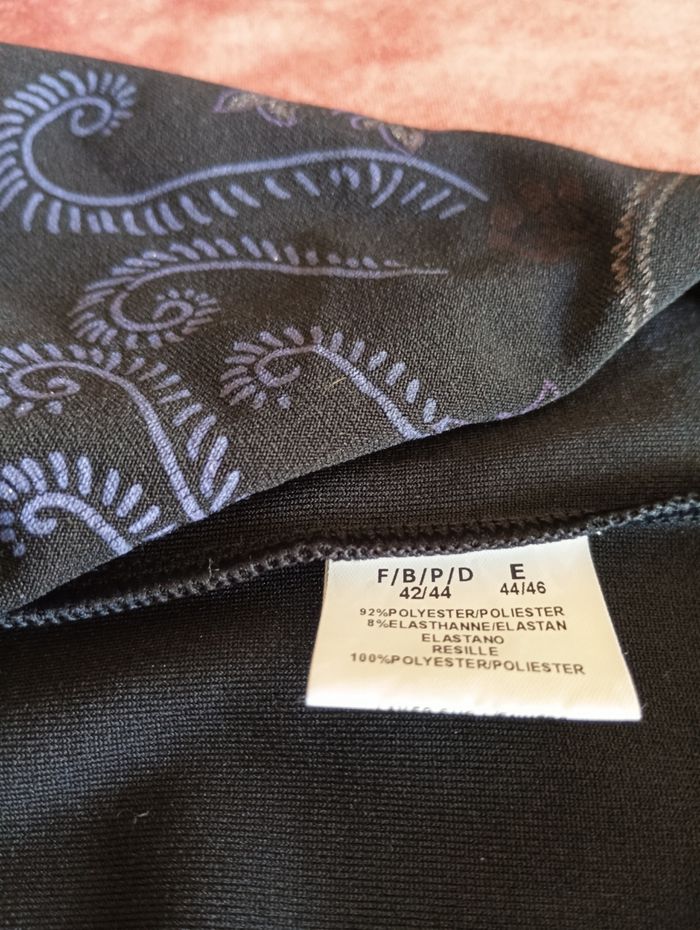 F/B/P/D E
42/44 44/46
92%POLYESTER/POLIESTER
8%ELASTHANNE/ELASTAN
ELASTANO
RESILLE
100%POLYESTER/POLIESTER